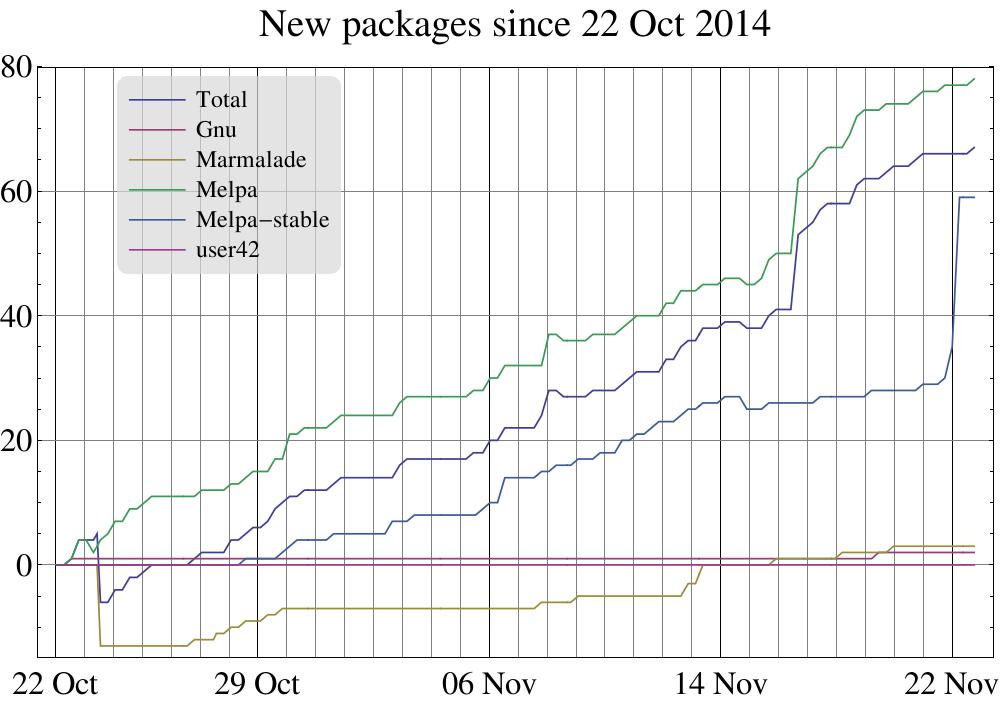 New packages since 22 Oct 2014
80
60
40
20
0
Total
Gnu
Marmalade
Melpa
Melpa−stable
user42
22 Oct 29 Oct 06 Nov 14 Nov 22 Nov